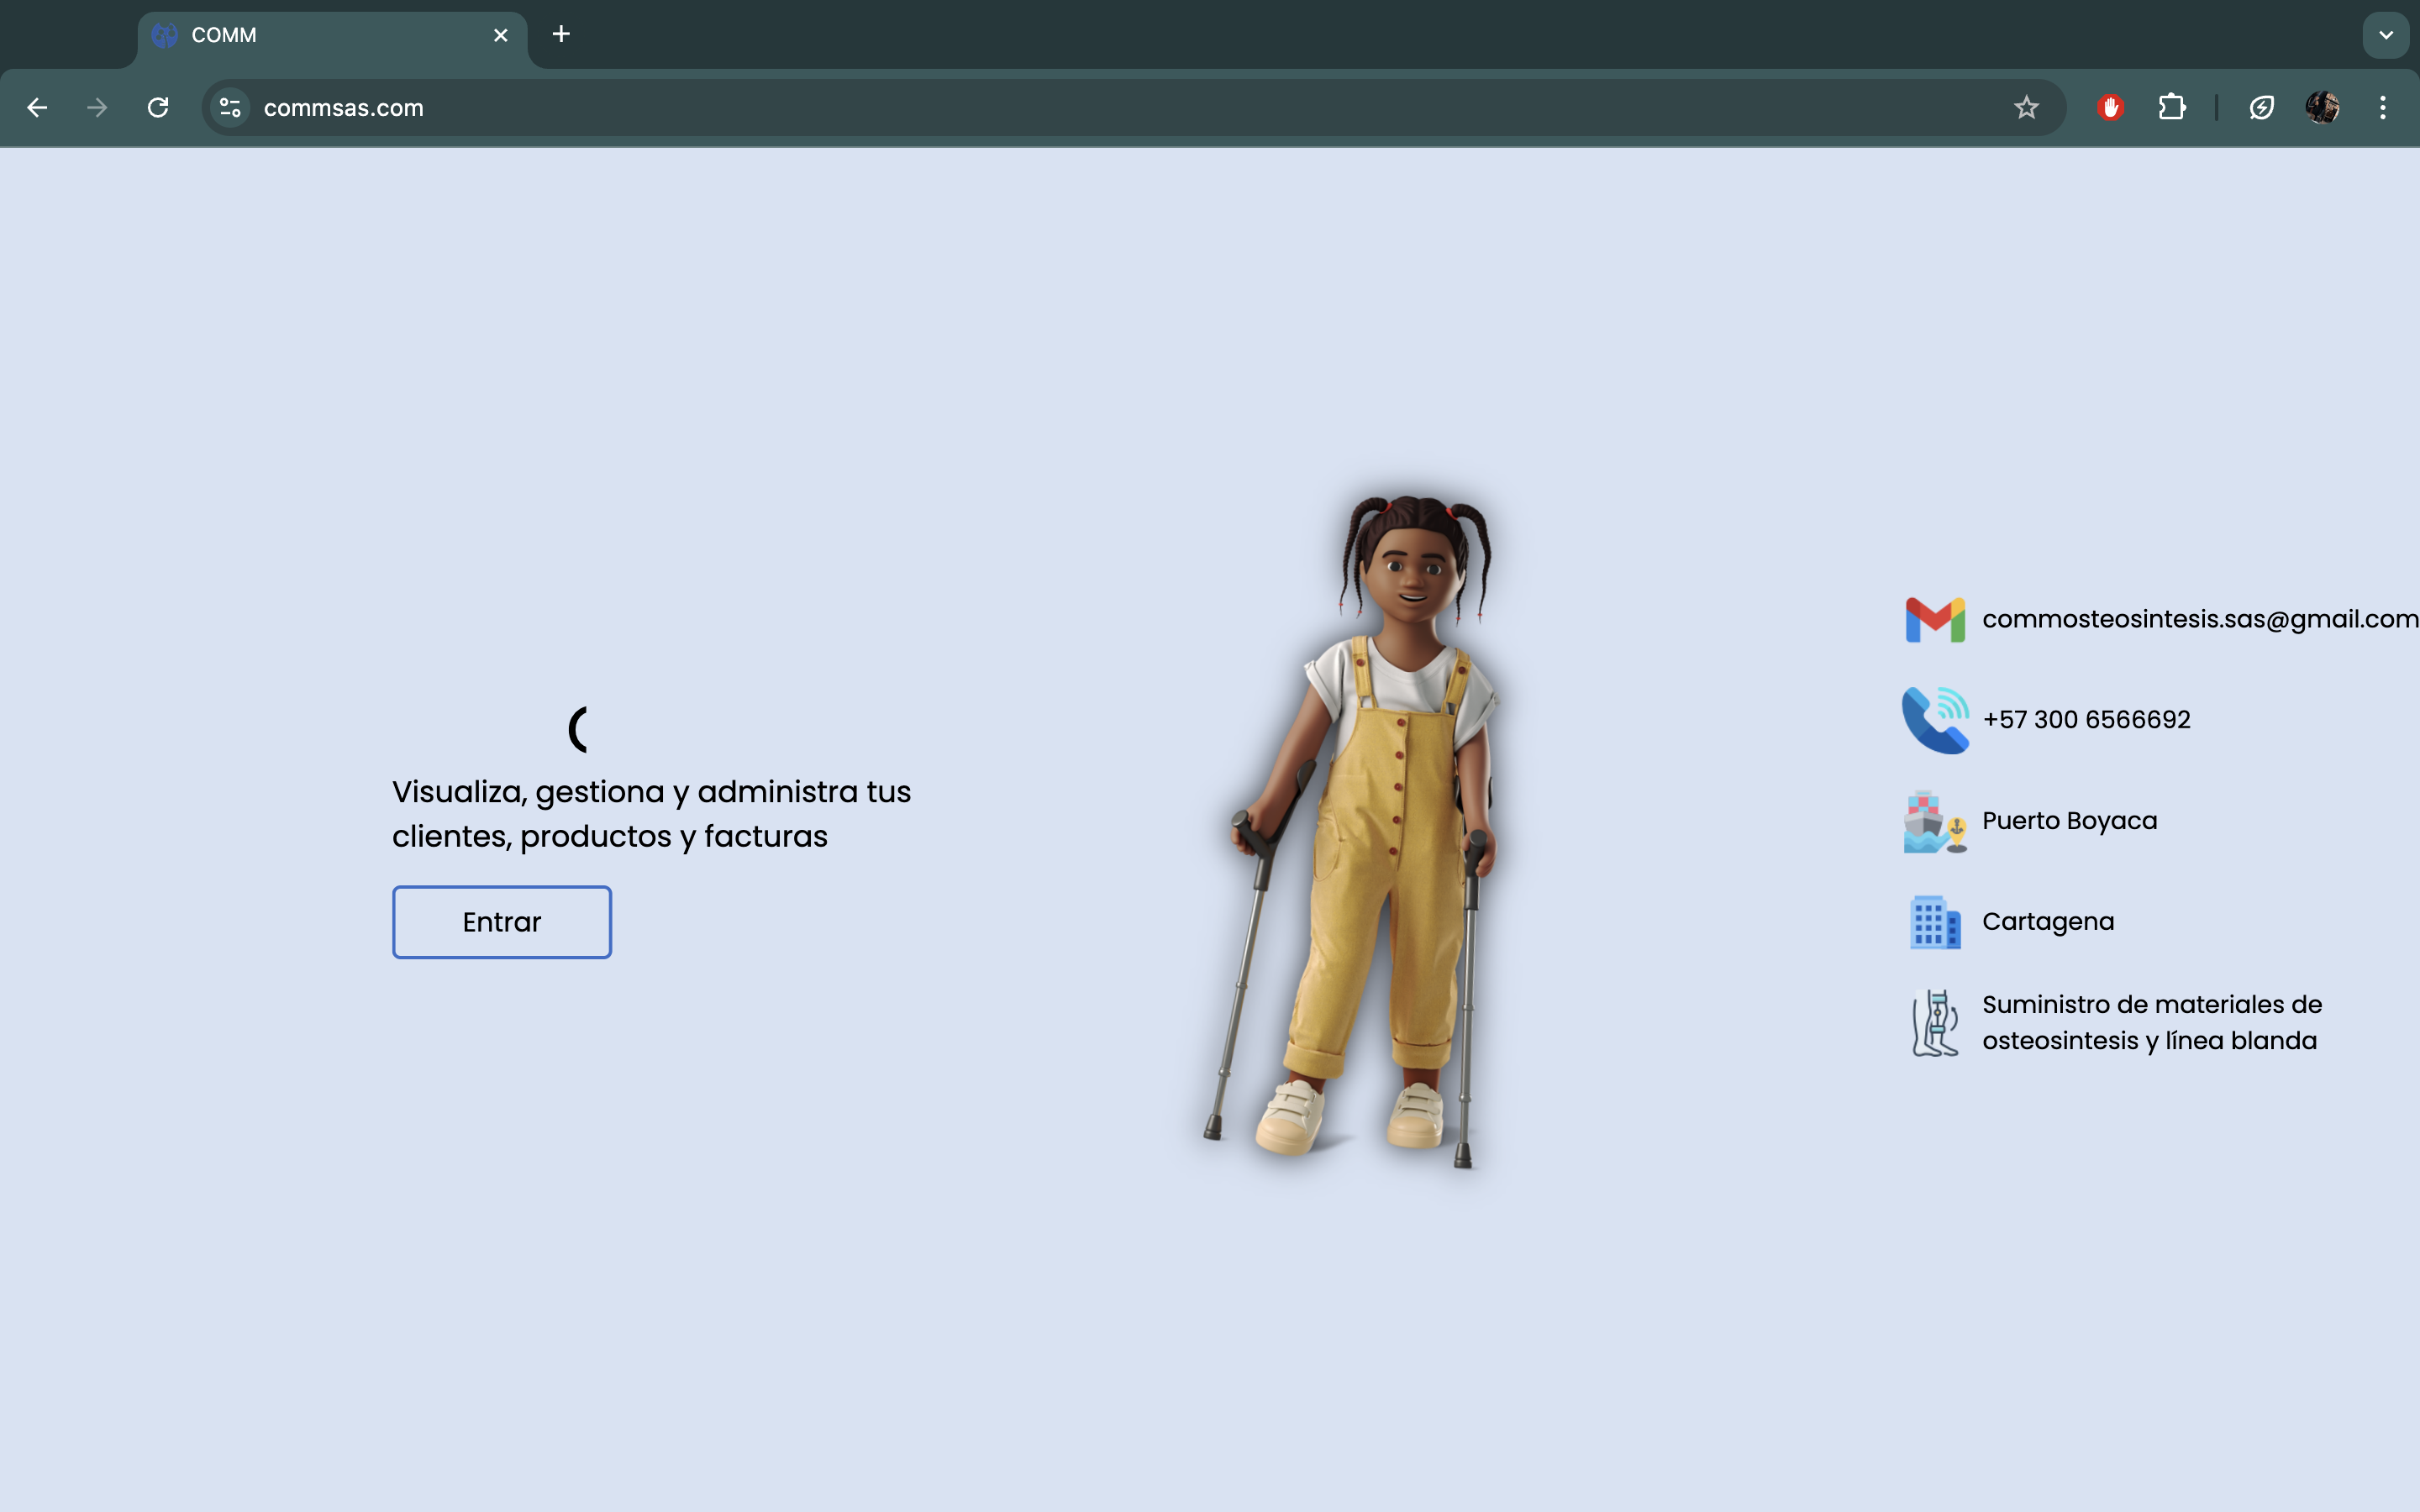 COMM
commsas.com
Visualiza, gestiona y administra tus
clientes, productos y facturas
Entrar
commosteosintesis.sas@gmail.com
+57 300 6566692
Puerto Boyaca
Cartagena
Suministro de materiales de
osteosintesis y línea blanda